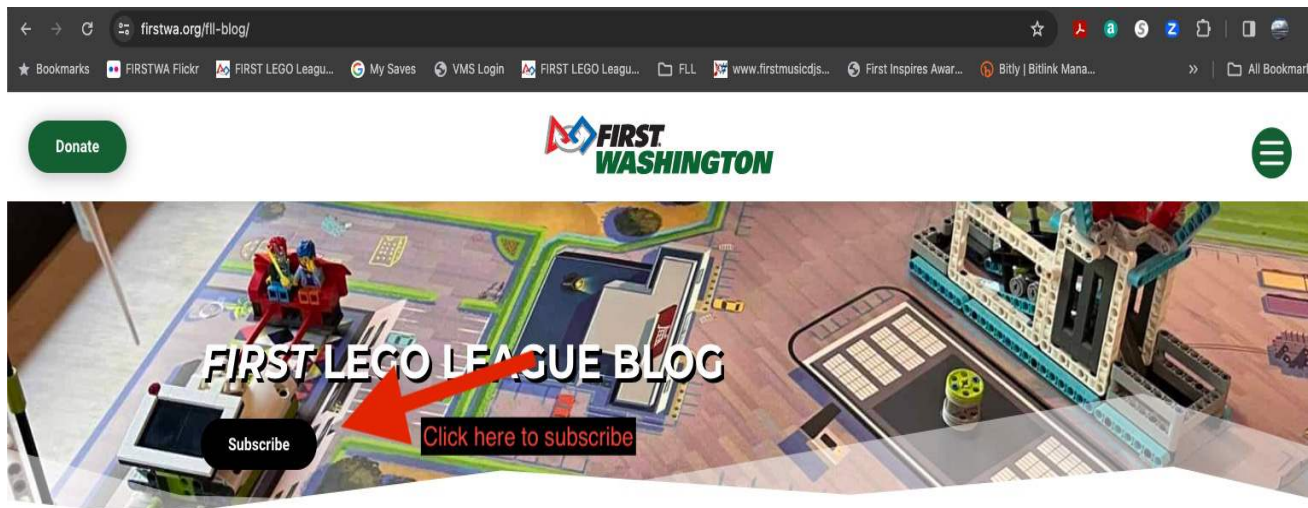 firstwa.org/fll-blog/
Bookmarks FIRSTWA Flickr FIRST LEGO Leagu... My Saves VMS Login FIRST LEGO Leagu... FLL www.firstmusicdjs... First Inspires Awar... Bitly | Bitlink Mana... » All Bookmar
Donate
FIRST
WASHINGTON
FIRST LEGO LEAGUE BLOG
Subscribe
Click here to subscribe